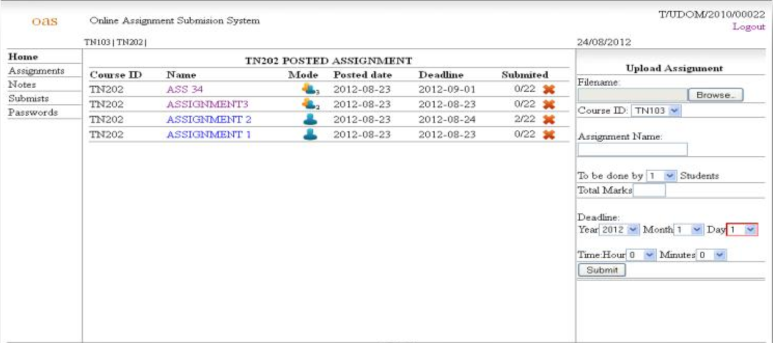 oas
Online Assignment Submision System
T/UDOM/2010/00022
Logout
TN103 | TN202 |
24/08/2012
Home
Assignments
Notes
Submists
Passwords
TN202 POSTED ASSIGNMENT
Course ID Name Mode Posted date Deadline Submited
TN202 ASS 34 3 2012-08-23 2012-09-01 0/22
TN202 ASSIGNMENT3 2 2012-08-23 2012-08-23 0/22
TN202 ASSIGNMENT 2 2012-08-23 2012-08-24 2/22
TN202 ASSIGNMENT 1 2012-08-23 2012-08-23 0/22
Upload Assignment
Filename:
Browse..
Course ID: TN103
Assignment Name:
To be done by 1 Students
Total Marks
Deadline:
Year 2012 Month 1 Day 1
Time:Hour 0 Minutes 0
Submit